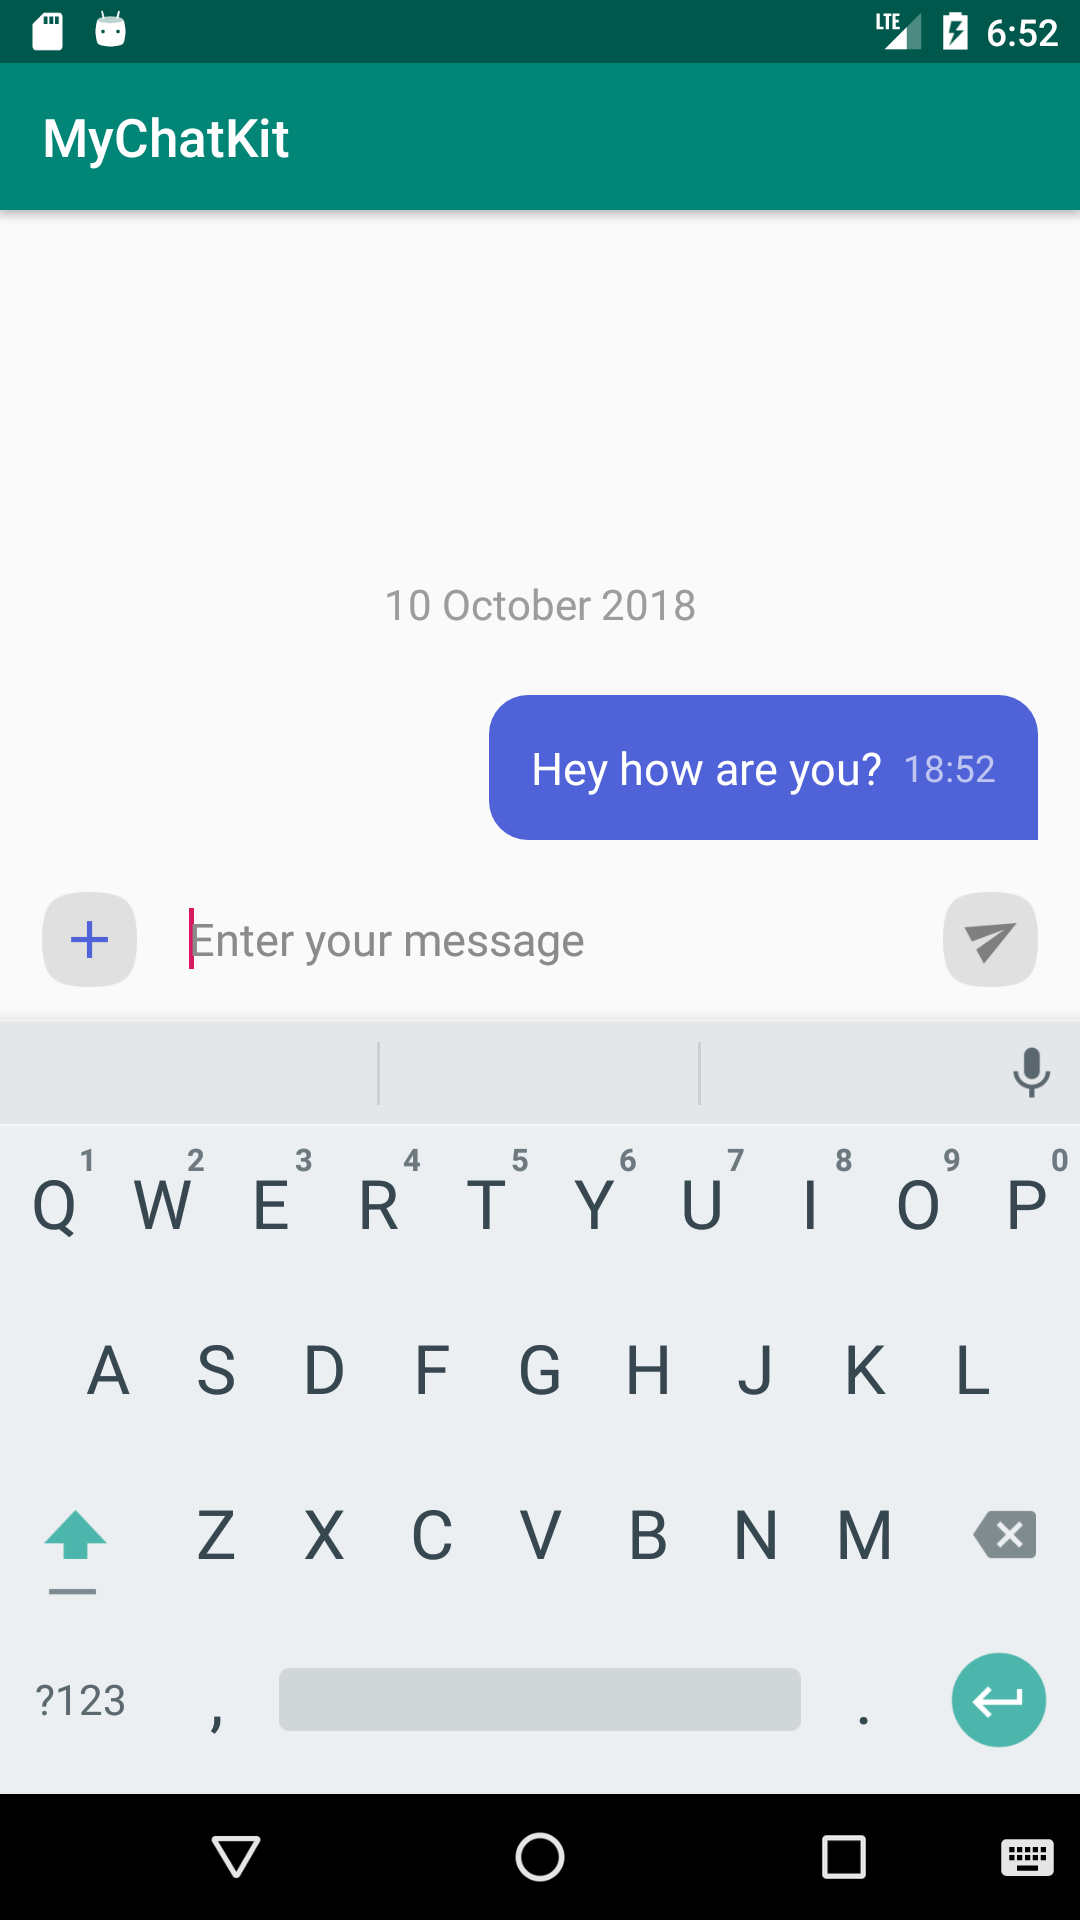 LTE 6:52
MyChatKit
10 October 2018
Hey how are you? 18:52
Enter your message
1 2 3 4 5 6 7 8 9 0
Q W E R T Y U I O P
A S D F G H J K L
Z X C V B N M
?123 , .